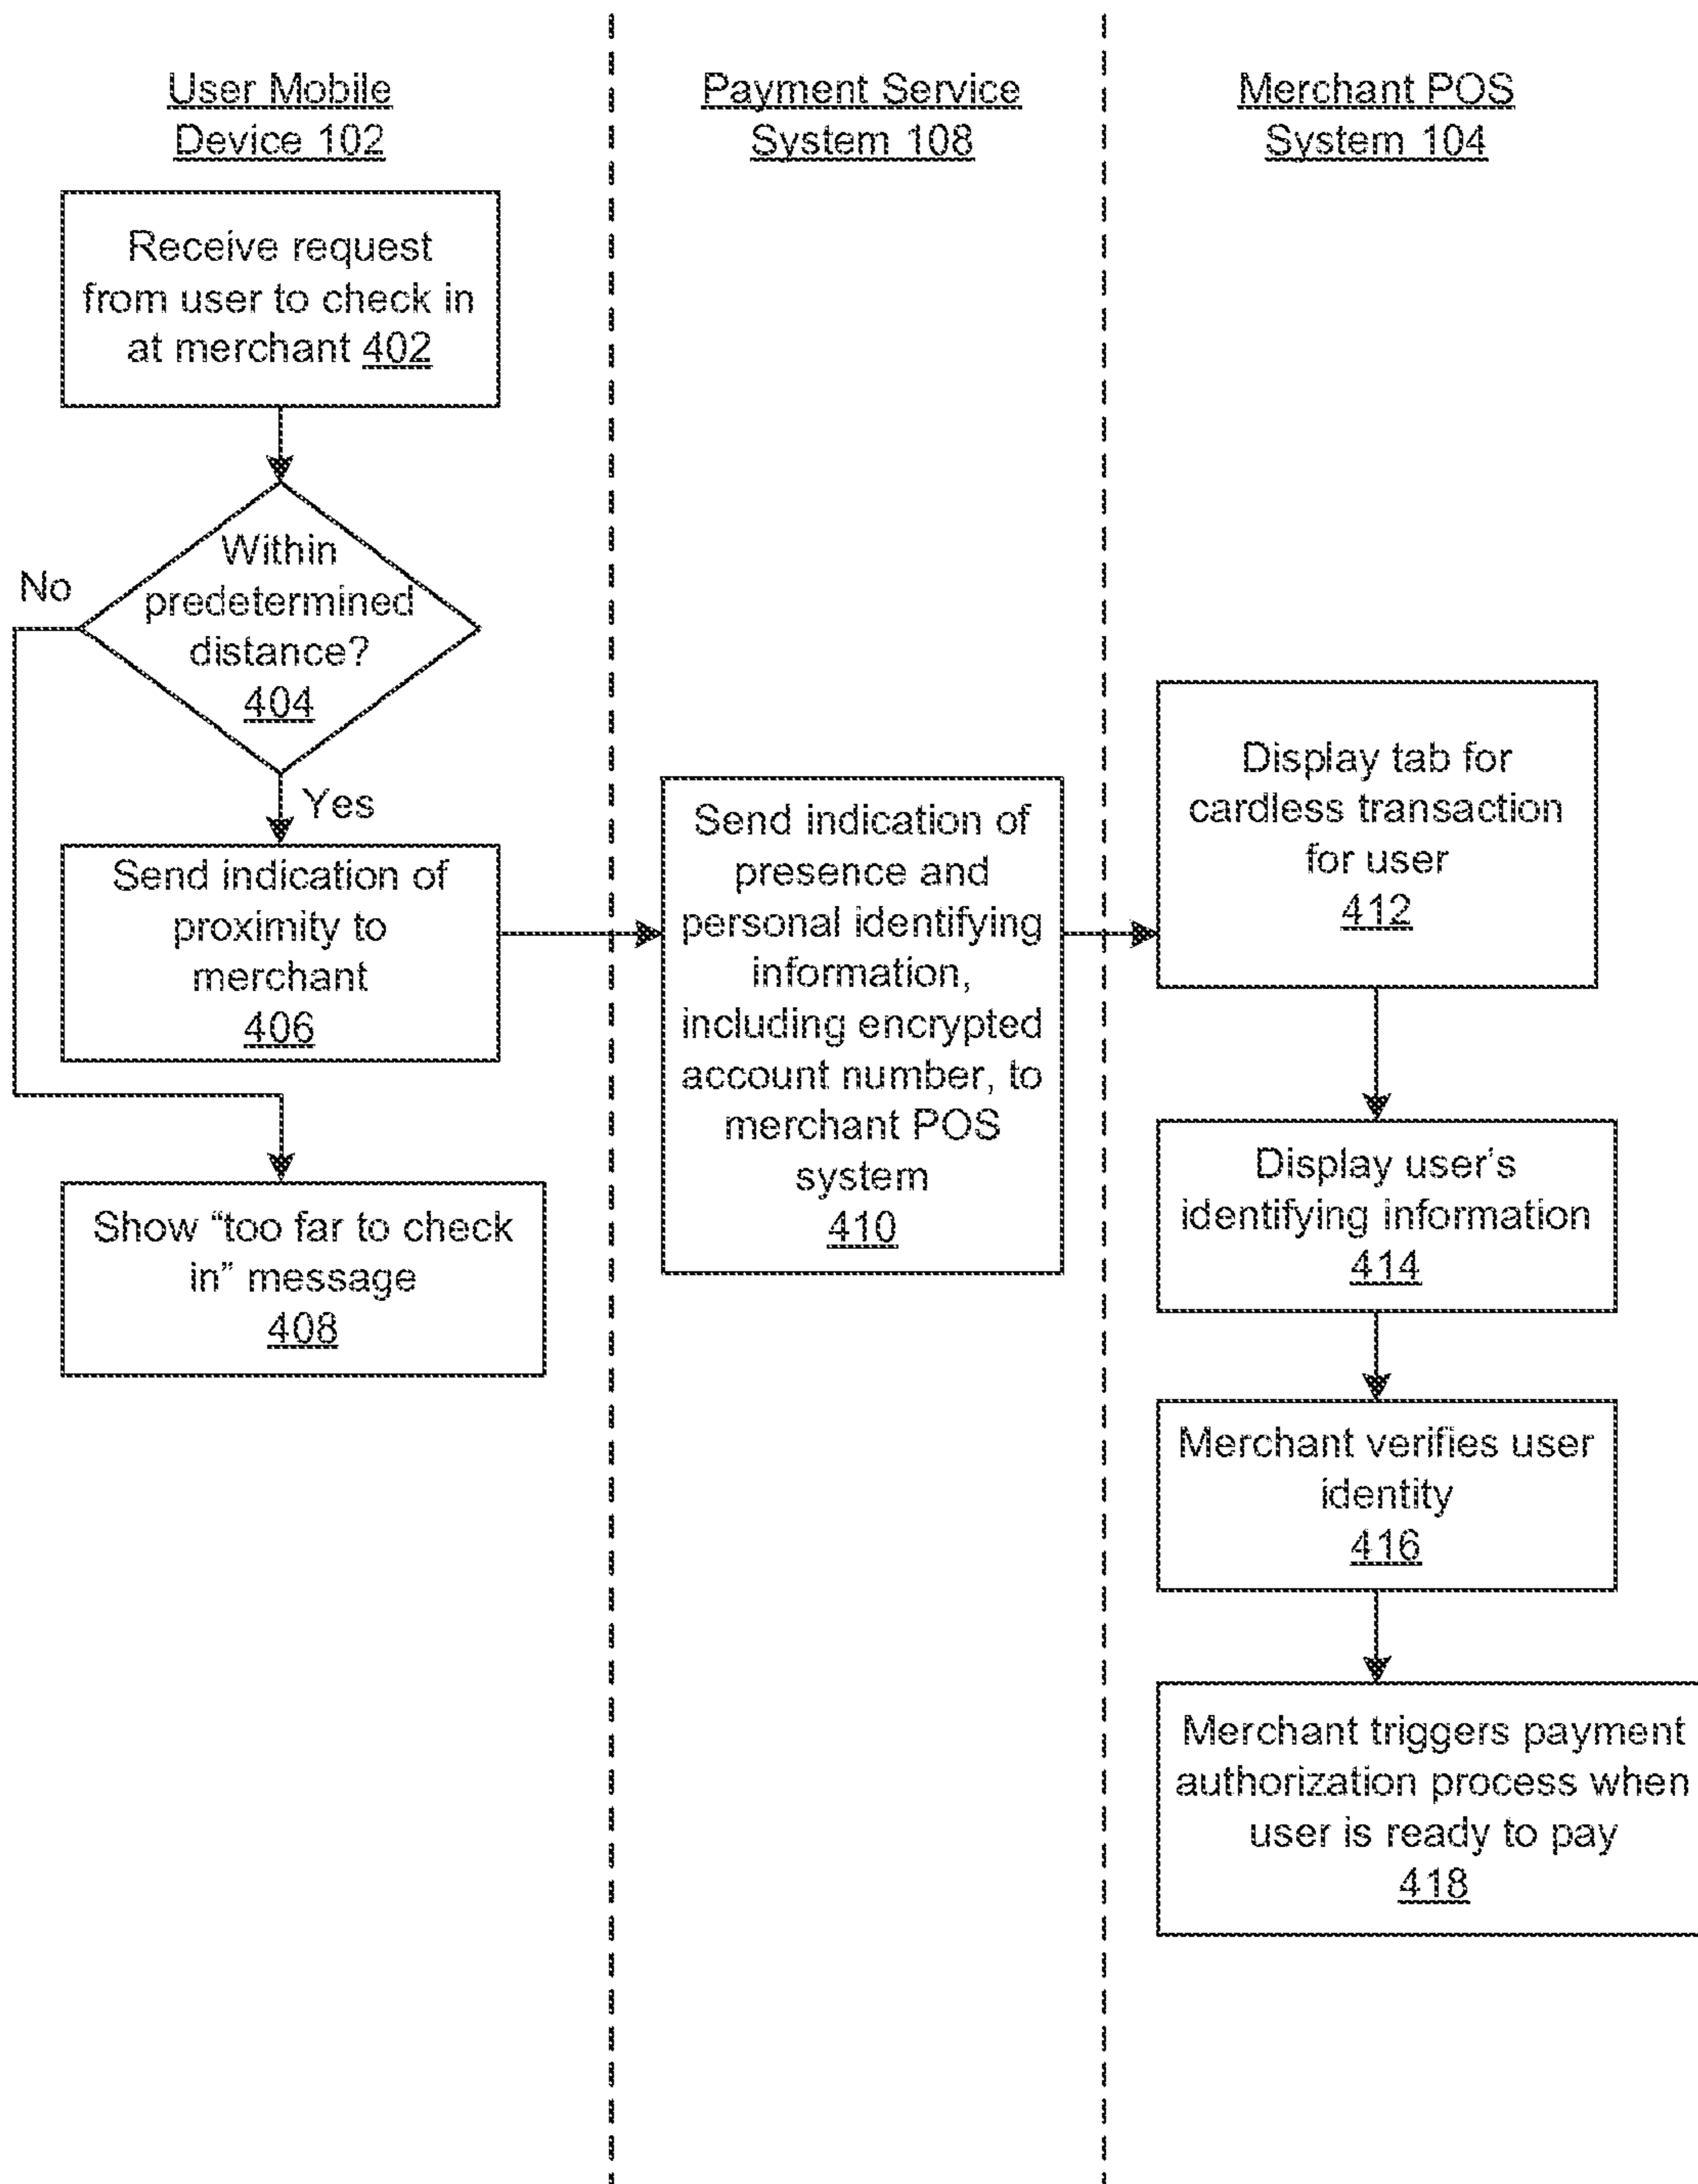 User Mobile
Device 102
Receive request
from user to check in
at merchant 402
Within
predetermined
distance?
404
No
Yes
Send indication of
proximity to
merchant
406
Show “too far to check
in” message
408
Payment Service
System 108
Send indication of
presence and
personal identifying
information,
including encrypted
account number, to
merchant POS
system
410
Merchant POS
System 104
Display tab for
cardless transaction
for user
412
Display user’s
identifying information
414
Merchant verifies user
identity
416
Merchant triggers payment
authorization process when
user is ready to pay
418